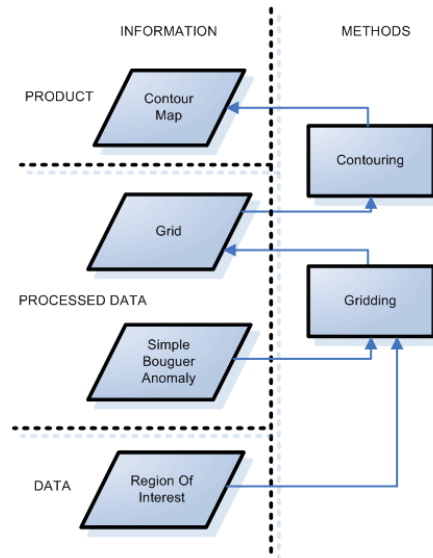 INFORMATION
METHODS
PRODUCT
Contour
Map
Contouring
Grid
Gridding
PROCESSED DATA
Simple
Bouguer
Anomaly
DATA
Region Of
Interest